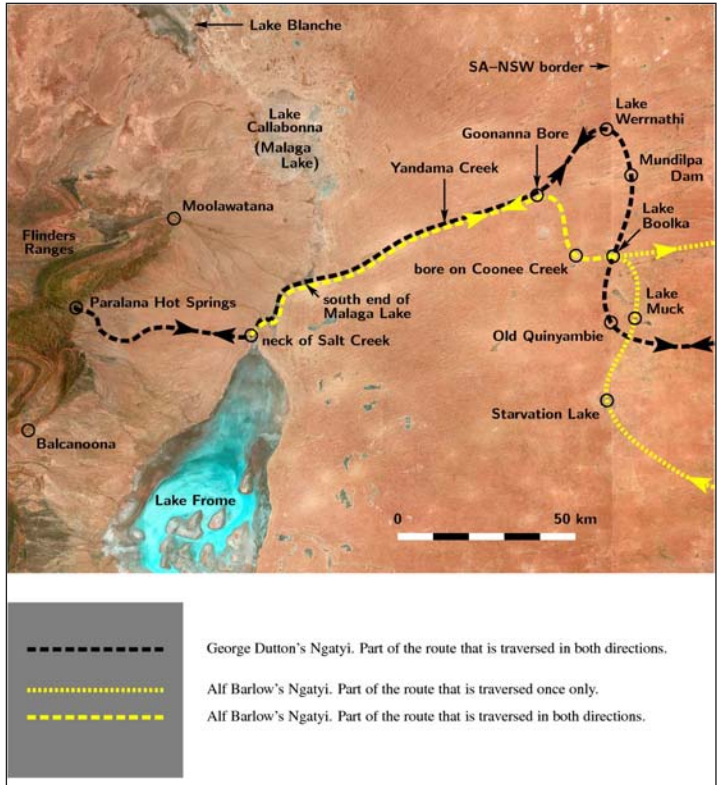 Lake Blanche
SA–NSW border
Lake
Werrnathi
Lake
Callabonna
(Malaga
Lake)
Goonanna Bore
Mundilpa
Dam
Yandama Creek
Moolawatana
Lake
Boolka
Flinders
Ranges
bore on Coonee Creek
Paralana Hot Springs
south end of
Malaga Lake
Lake
Muck
neck of Salt Creek
Old Quinyambie
Starvation Lake
Balcanoona
Lake Frome
0 50 km
George Dutton's Ngatyi. Part of the route that is traversed in both directions.
Alf Barlow's Ngatyi. Part of the route that is traversed once only.
Alf Barlow's Ngatyi. Part of the route that is traversed in both directions.